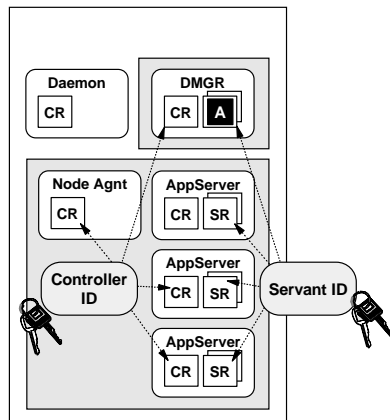 Daemon
CR
DMGR
CR A
Node Agnt
CR
AppServer
CR SR
Controller
ID
AppServer
CR SR
Servant ID
AppServer
CR SR